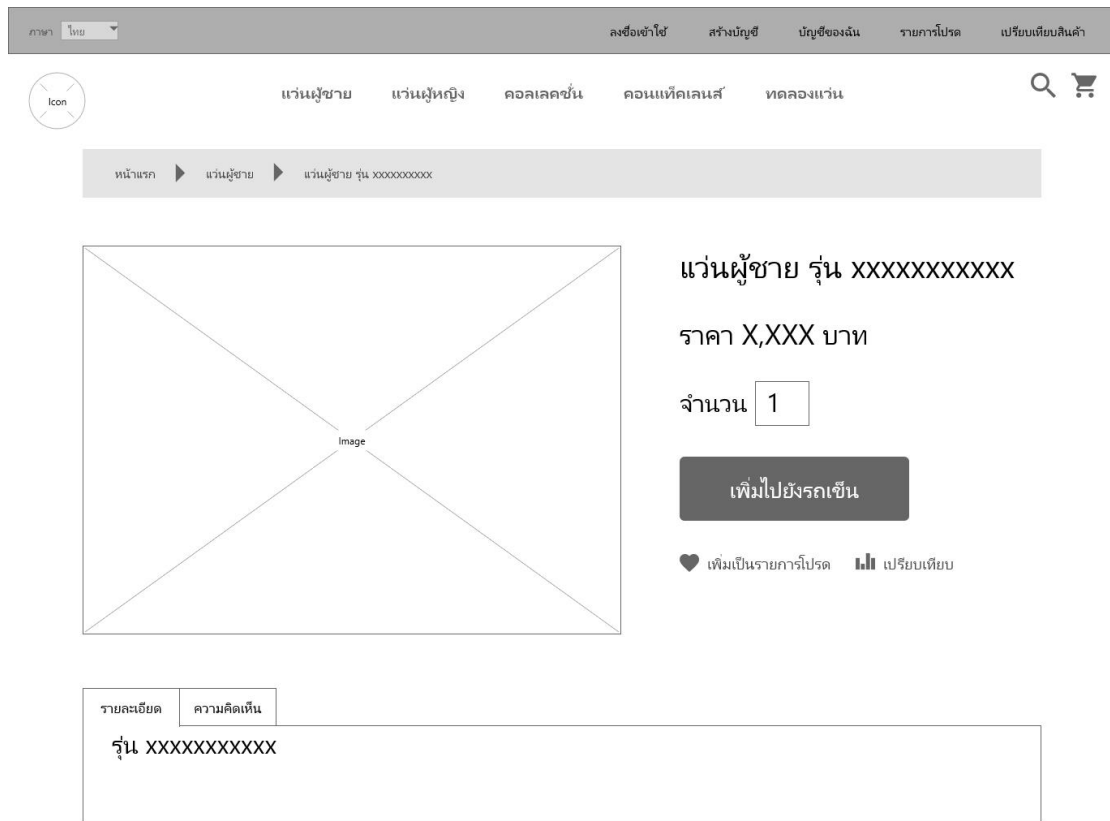 ภาษา ไทย ลงชื่อเข้าใช้ สร้างบัญชี บัญชีของฉัน รายการโปรด เปรียบเทียบสินค้า
Icon แว่นผู้ชาย แว่นผู้หญิง คอลเลคชั่น คอนแท็คเลนส์ ทดลองแว่น
หน้าแรก แว่นผู้ชาย แว่นผู้ชาย รุ่น xxxxxxxxxx
Image
แว่นผู้ชาย รุ่น xxxxxxxxxxx
ราคา X,XXX บาท
จำนวน 1
เพิ่มไปยังรถเข็น
เพิ่มเป็นรายการโปรด เปรียบเทียบ
รายละเอียด ความคิดเห็น
รุ่น xxxxxxxxxxx